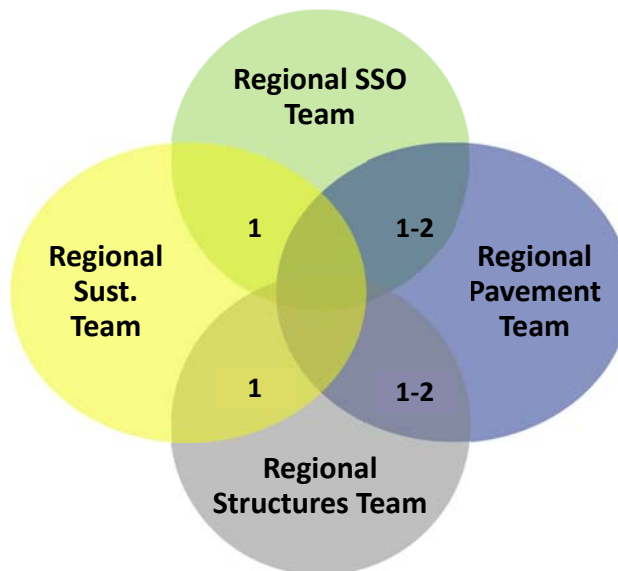 Regional SSO
Team
1
1-2
Regional
Sust.
Team
Regional
Pavement
Team
1
1-2
Regional
Structures Team